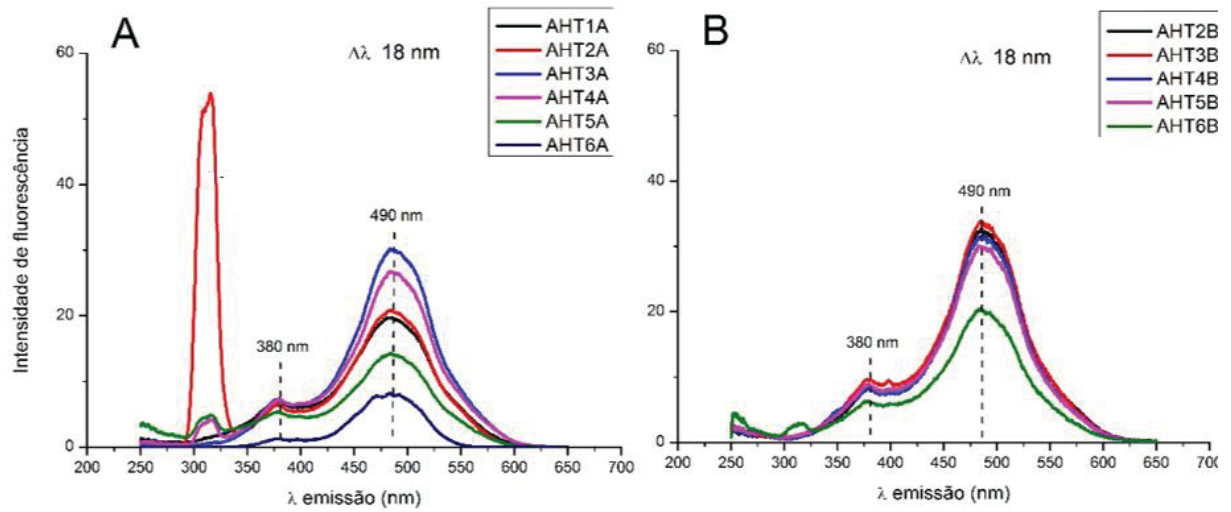 A
Δλ 18 nm
AHT1A
AHT2A
AHT3A
AHT4A
AHT5A
AHT6A
60
40
20
0
490 nm
380 nm
Intensidade de fluorescência
200 250 300 350 400 450 500 550 600 650 700
λ emissão (nm)
B
Δλ 18 nm
AHT2B
AHT3B
AHT4B
AHT5B
AHT6B
60
40
20
0
490 nm
380 nm
200 250 300 350 400 450 500 550 600 650 700
λ emissão (nm)